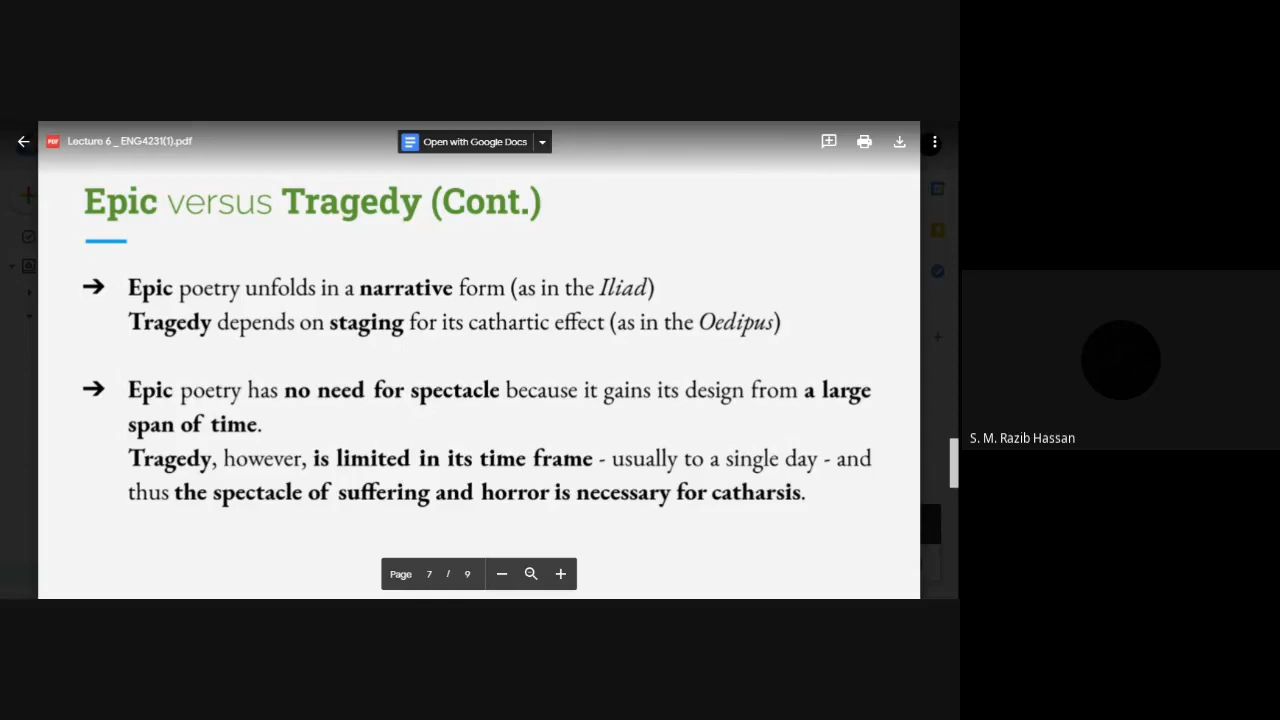 Lecture 6 _ ENG4231(1).pdf
Open with Google Docs
Epic versus Tragedy (Cont.)
➔ Epic poetry unfolds in a narrative form (as in the Iliad)
Tragedy depends on staging for its cathartic effect (as in the Oedipus)
➔ Epic poetry has no need for spectacle because it gains its design from a large
span of time.
Tragedy, however, is limited in its time frame - usually to a single day - and
thus the spectacle of suffering and horror is necessary for catharsis.
S. M. Razib Hassan
Page 7 / 9